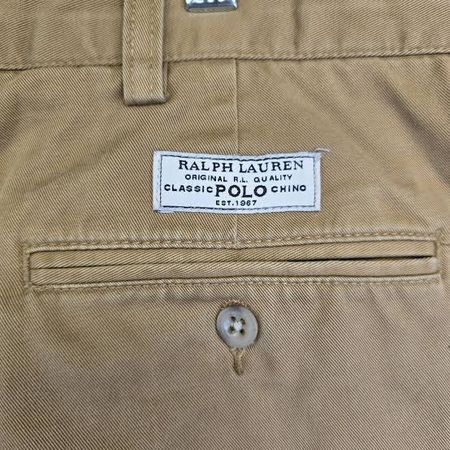 RALPH LAUREN
ORIGINAL R.L. QUALITY
CLASSIC POLO CHINO
EST. 1967